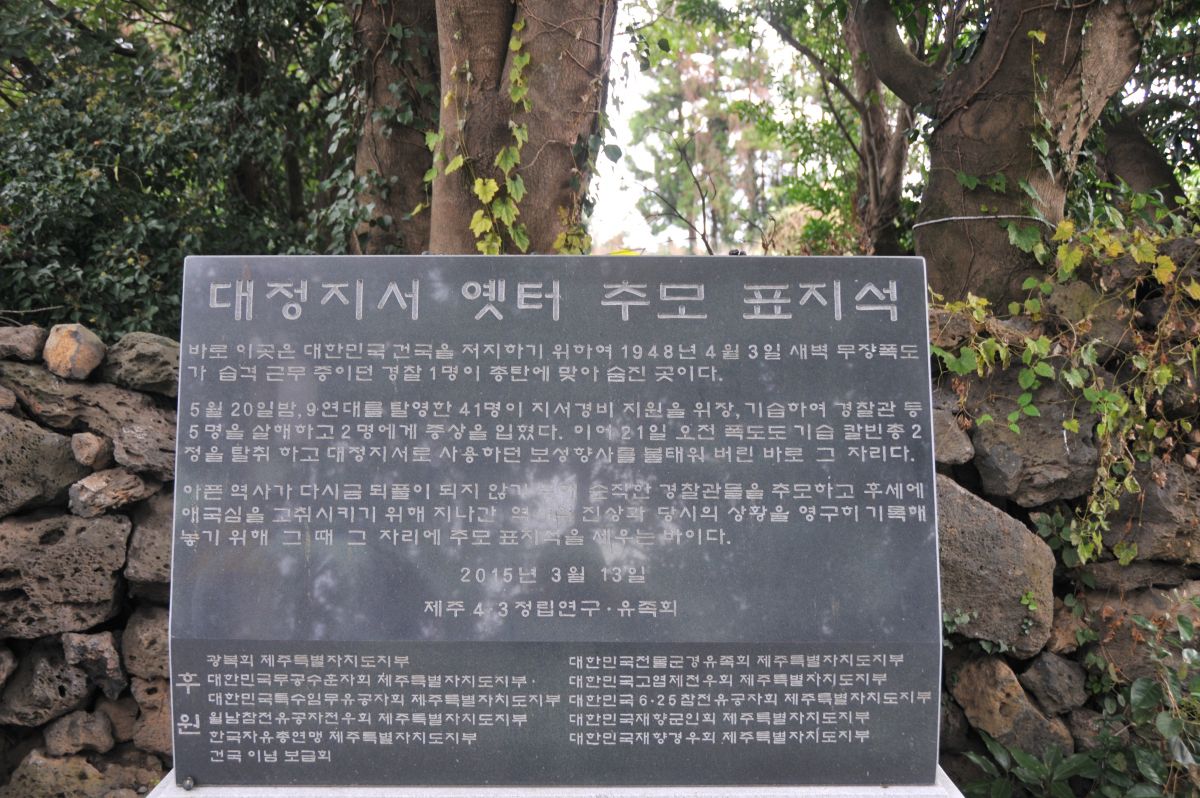 대정지서 옛터 추모 표지석
바로 이곳은 대한민국 건국을 저지하기 위하여 1948년 4월 3일 새벽 무장폭도
가 습격 근무 중이던 경찰 1명이 총탄에 맞아 숨진 곳이다.
5월 20일밤, 9·연대를 탈영한 41명이 지서경비 지원을 위장, 기습하여 경찰관 등
5명을 살해하고 2명에게 중상을 입혔다. 이어 21일 오전 폭도도 기습 칼빈총 2
정을 탈취 하고 대정지서로 사용하던 보성향사를 불태워 버린 바로 그 자리다.
아픈 역사가 다시금 되풀이 되지 않기 순직한 경찰관들을 추모하고 후세에
애국심을 고취시키기 위해 지나간 진상과 당시의 상황을 영구히 기록해
놓기 위해 그 때 그 자리에 추모 표지석을 세우는 바이다.
2015년 3월 13일
제주 4·3 정립연구·유족회
후원
광복회 제주특별자치도지부
대한민국무공수훈자회 제주특별자치도지부·
대한민국특수임무유공자회 제주특별자치도지부
월남참전유공자전우회 제주특별자치도지부
한국자유총연맹 제주특별자치도지부
건국 이념 보급회
대한민국전몰군경유족회 제주특별자치도지부
대한민국고엽제전우회 제주특별자치도지부
대한민국 6·25참전유공자회 제주특별자치도지부
대한민국재향군인회 제주특별자치도지부
대한민국재향경우회 제주특별자치도지부